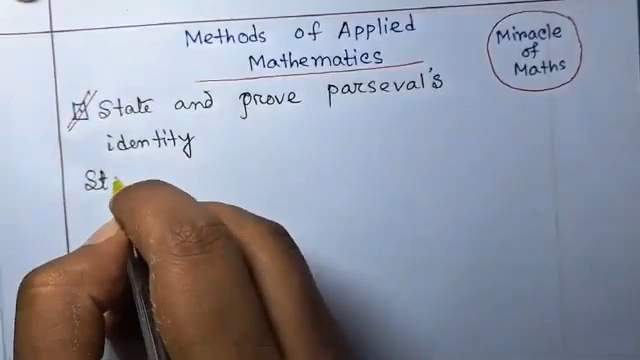 Methods of Applied
Mathematics
Miracle
of
Maths
State and prove parseval's
identity
St